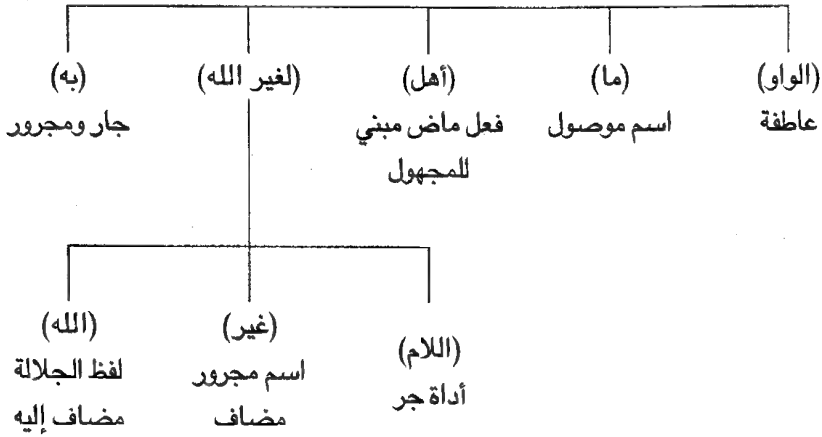 (الواو) (ما) (أهل) (لغير الله) (به)
عاطفة اسم موصول فعل ماض مبني جار ومجرور
للمجهول
(اللام) (غير) (الله)
أداة جر اسم مجرور لفظ الجلالة
مضاف مضاف إليه